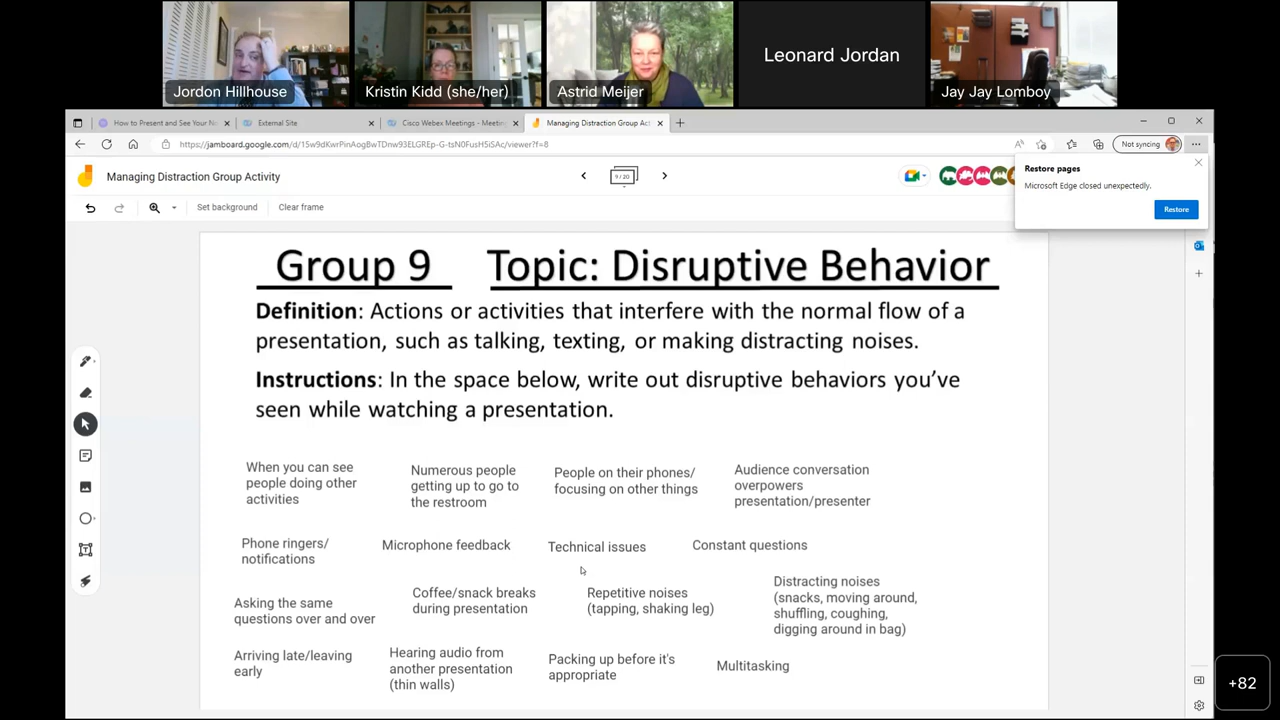 Jordon Hillhouse
Kristin Kidd (she/her)
Astrid Meijer
Leonard Jordan
Jay Jay Lomboy
How to Present and See Your No
External Site
Cisco Webex Meetings - Meeting
Managing Distraction Group Act
https://jamboard.google.com/d/15w9dKwrPinAogBwTDnw93ELGREp-G-tsN0FusHSiSAc/viewer?f=8
Not syncing
Managing Distraction Group Activity
9 / 20
Restore pages
Microsoft Edge closed unexpectedly.
Restore
Set background
Clear frame
Group 9 Topic: Disruptive Behavior
Definition: Actions or activities that interfere with the normal flow of a
presentation, such as talking, texting, or making distracting noises.
Instructions: In the space below, write out disruptive behaviors you've
seen while watching a presentation.
When you can see
people doing other
activities
Numerous people
getting up to go to
the restroom
People on their phones/
focusing on other things
Audience conversation
overpowers
presentation/presenter
Phone ringers/
notifications
Microphone feedback
Technical issues
Constant questions
Asking the same
questions over and over
Coffee/snack breaks
during presentation
Repetitive noises
(tapping, shaking leg)
Distracting noises
(snacks, moving around,
shuffling, coughing,
digging around in bag)
Arriving late/leaving
early
Hearing audio from
another presentation
(thin walls)
Packing up before it's
appropriate
Multitasking
+82